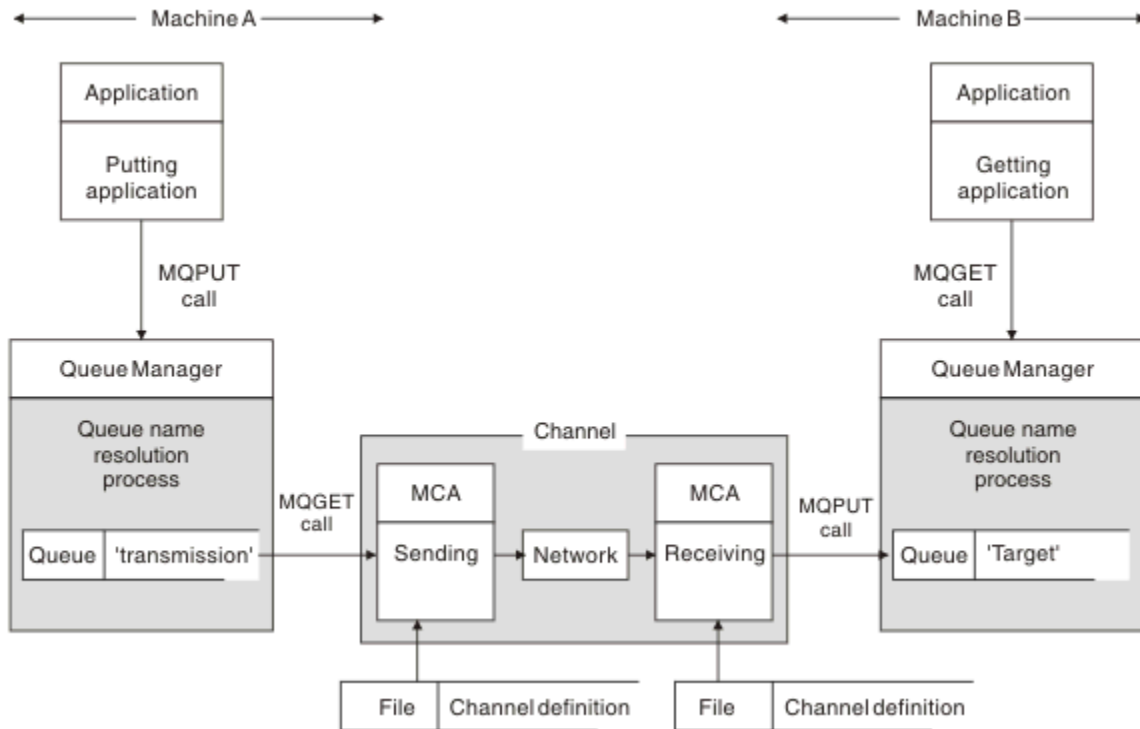 Machine A
Machine B
Application
Putting
application
Application
Getting
application
MQPUT
call
MQGET
call
Queue Manager
Queue name
resolution
process
Queue 'transmission'
MQGET
call
Channel
MCA
Sending
Network
MCA
Receiving
MQPUT
call
Queue Manager
Queue name
resolution
process
Queue 'Target'
File Channel definition
File Channel definition